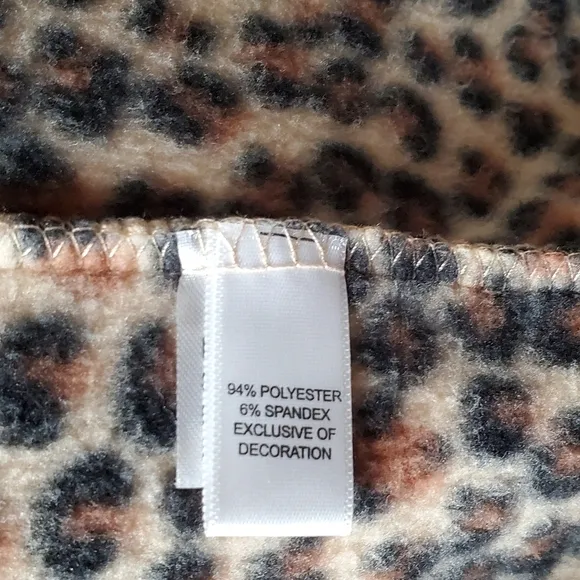 94% POLYESTER
6% SPANDEX
EXCLUSIVE OF
DECORATION